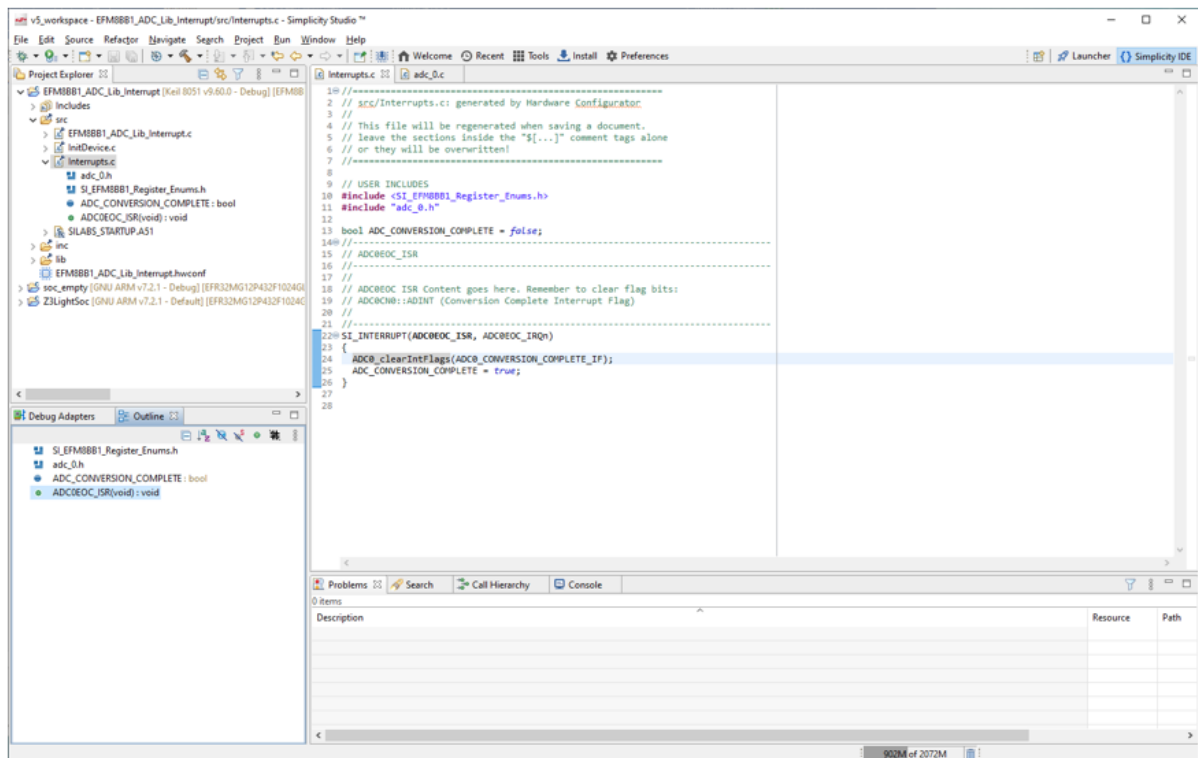 v5_workspace - EFM8BB1_ADC_Lib_Interrupt/src/Interrupts.c - Simplicity Studio ™
File Edit Source Refactor Navigate Search Project Run Window Help
Welcome Recent Tools Install Preferences
Launcher {} Simplicity IDE
Project Explorer
EFM8BB1_ADC_Lib_Interrupt [Keil 8051 v9.60.0 - Debug] [EFM8B
Includes
src
EFM8BB1_ADC_Lib_Interrupt.c
InitDevice.c
Interrupts.c
adc_0.h
SI_EFM8BB1_Register_Enums.h
ADC_CONVERSION_COMPLETE : bool
ADC0EOC_ISR(void) : void
SILABS_STARTUP.A51
inc
lib
EFM8BB1_ADC_Lib_Interrupt.hwconf
soc_empty [GNU ARM v7.2.1 - Debug] [EFR32MG12P432F1024G
Z3LightSoc [GNU ARM v7.2.1 - Default] [EFR32MG12P432F1024G
Debug Adapters Outline
SI_EFM8BB1_Register_Enums.h
adc_0.h
ADC_CONVERSION_COMPLETE : bool
ADC0EOC_ISR(void) : void
Interrupts.c adc_0.c
1 //=========================================================
2 // src/Interrupts.c: generated by Hardware Configurator
3 //
4 // This file will be regenerated when saving a document.
5 // leave the sections inside the "$[...]" comment tags alone
6 // or they will be overwritten!
7 //=========================================================
8
9 // USER INCLUDES
10 #include <SI_EFM8BB1_Register_Enums.h>
11 #include "adc_0.h"
12
13 bool ADC_CONVERSION_COMPLETE = false;
14 //-----------------------------------------------------------------------------
15 // ADC0EOC_ISR
16 //-----------------------------------------------------------------------------
17 //
18 // ADC0EOC ISR Content goes here. Remember to clear flag bits:
19 // ADC0CN0::ADINT (Conversion Complete Interrupt Flag)
20 //
21 //-----------------------------------------------------------------------------
22 SI_INTERRUPT(ADC0EOC_ISR, ADC0EOC_IRQn)
23 {
24 ADC0_clearIntFlags(ADC0_CONVERSION_COMPLETE_IF);
25 ADC_CONVERSION_COMPLETE = true;
26 }
27
28
Problems Search Call Hierarchy Console
0 items
Description Resource Path
902M of 2072M